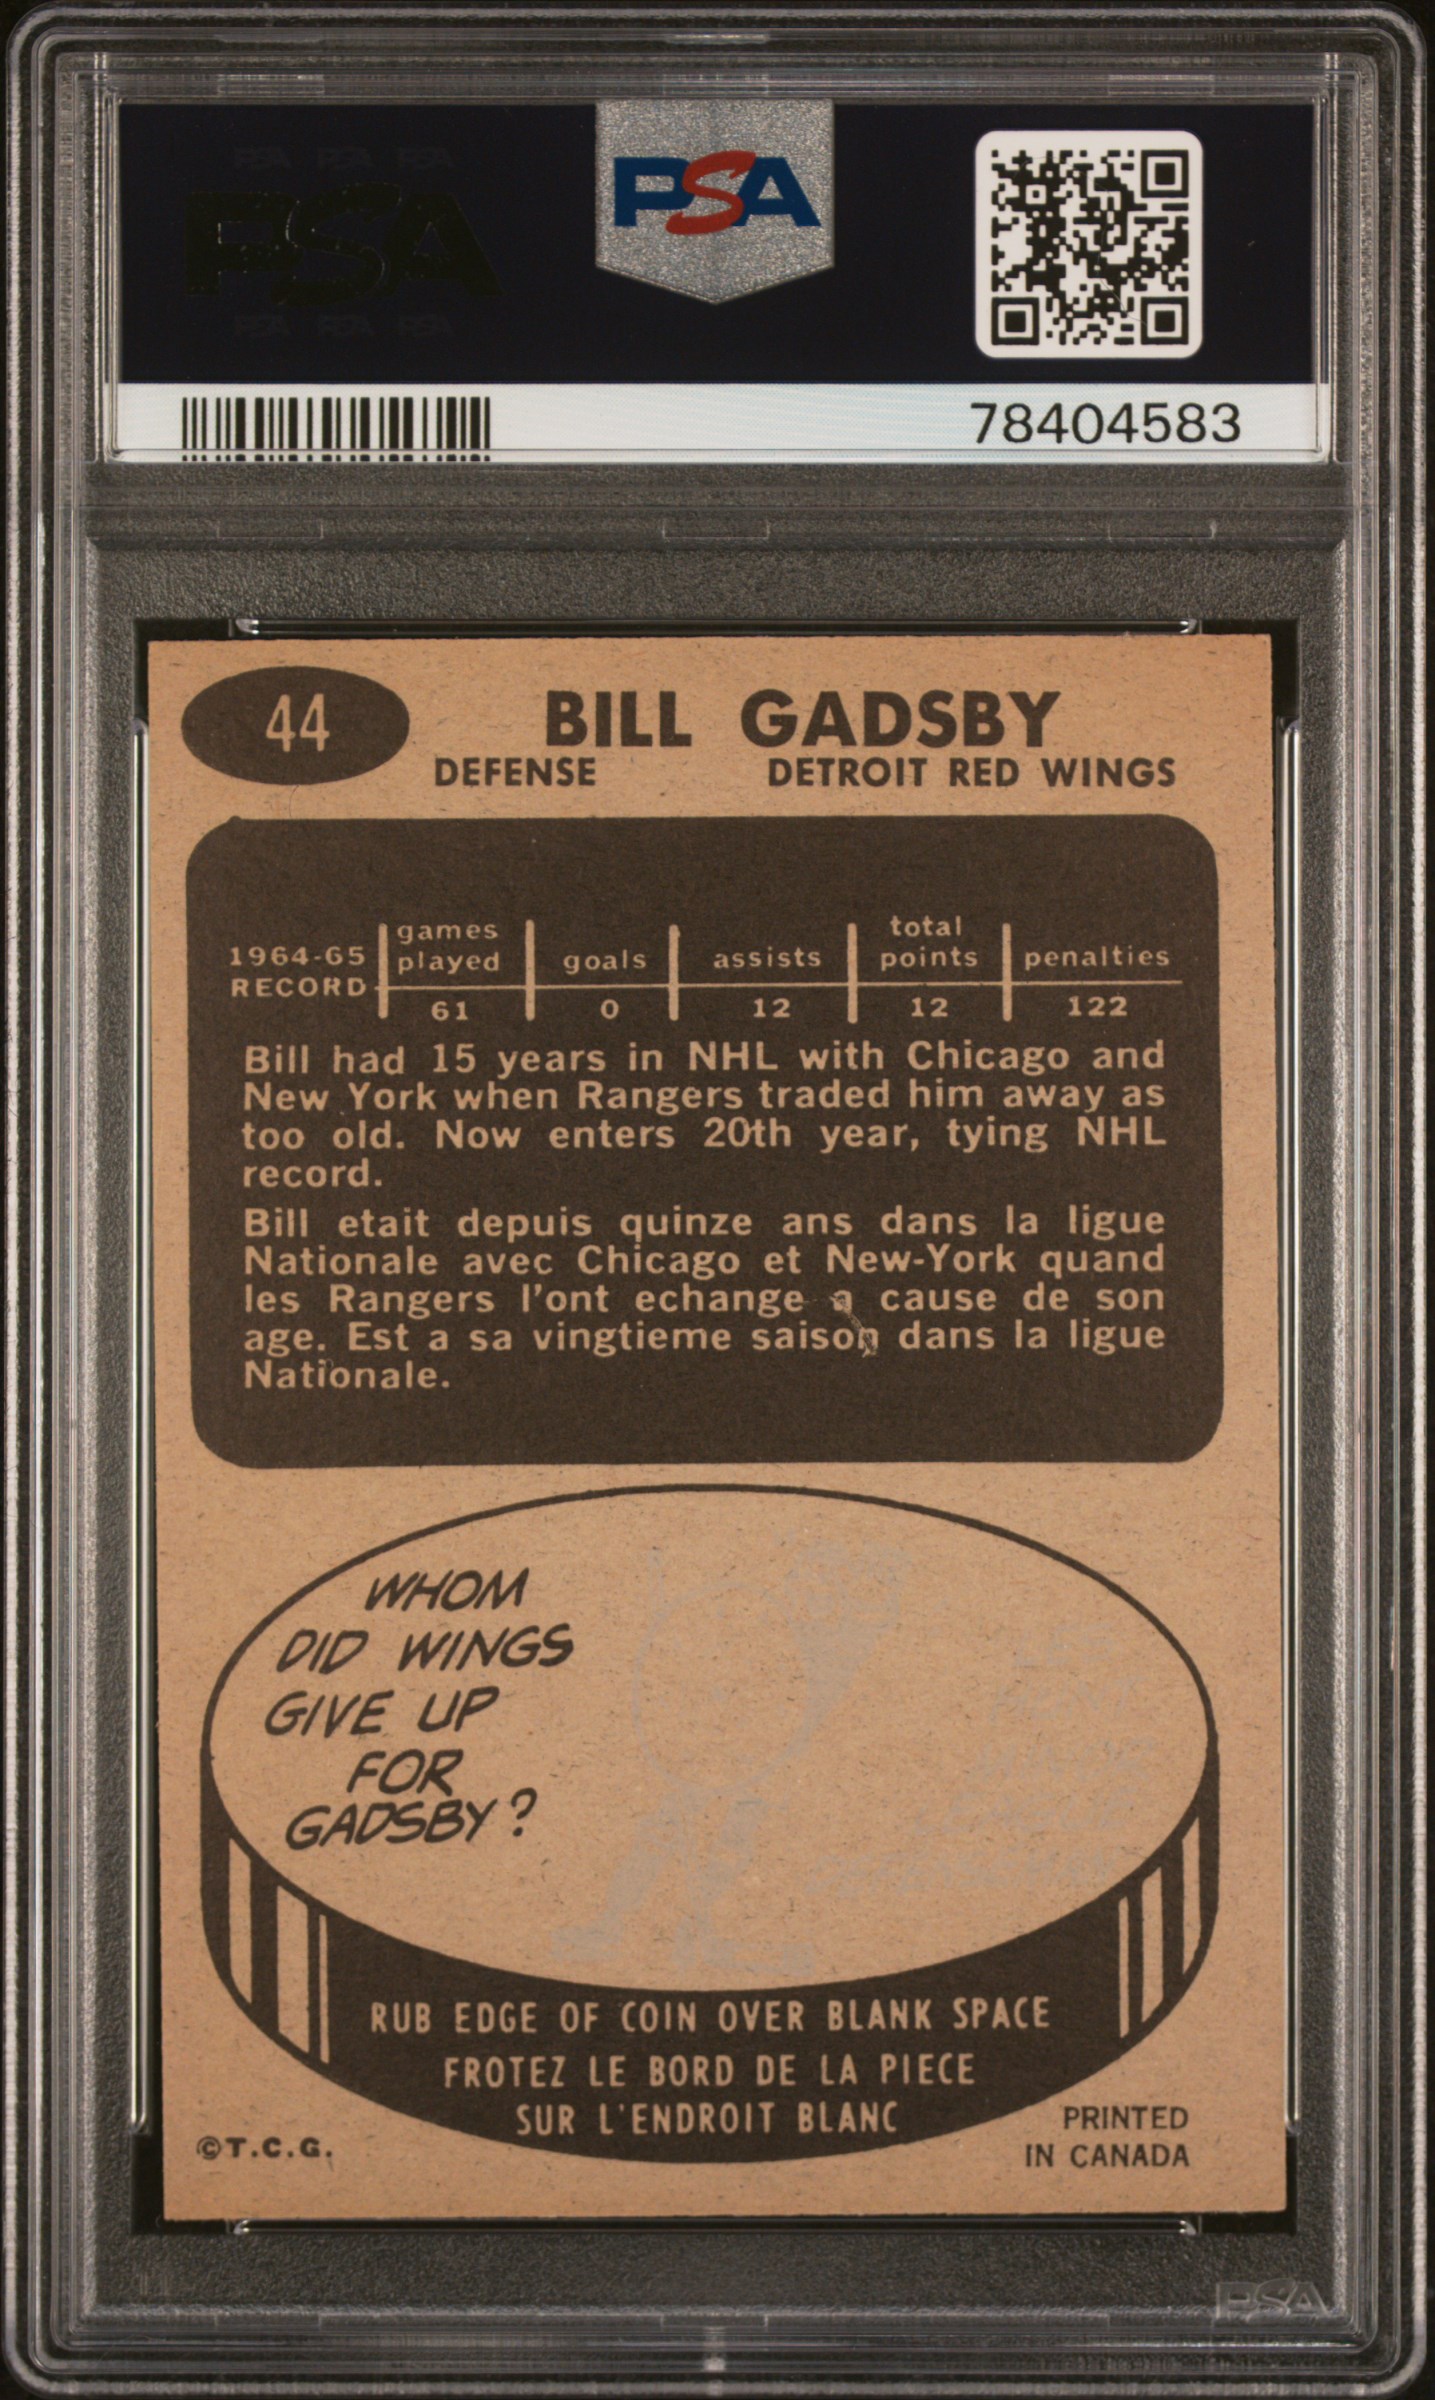 PSA
78404583
44
BILL GADSBY
DEFENSE DETROIT RED WINGS
1964-65 RECORD games played goals assists total points penalties
61 0 12 12 122
Bill had 15 years in NHL with Chicago and
New York when Rangers traded him away as
too old. Now enters 20th year, tying NHL
record.
Bill etait depuis quinze ans dans la ligue
Nationale avec Chicago et New-York quand
les Rangers l'ont echange a cause de son
age. Est a sa vingtieme saison dans la ligue
Nationale.
WHOM
DID WINGS
GIVE UP
FOR
GADSBY?
RUB EDGE OF COIN OVER BLANK SPACE
FROTEZ LE BORD DE LA PIECE
SUR L'ENDROIT BLANC
©T.C.G.
PRINTED
IN CANADA
PSA